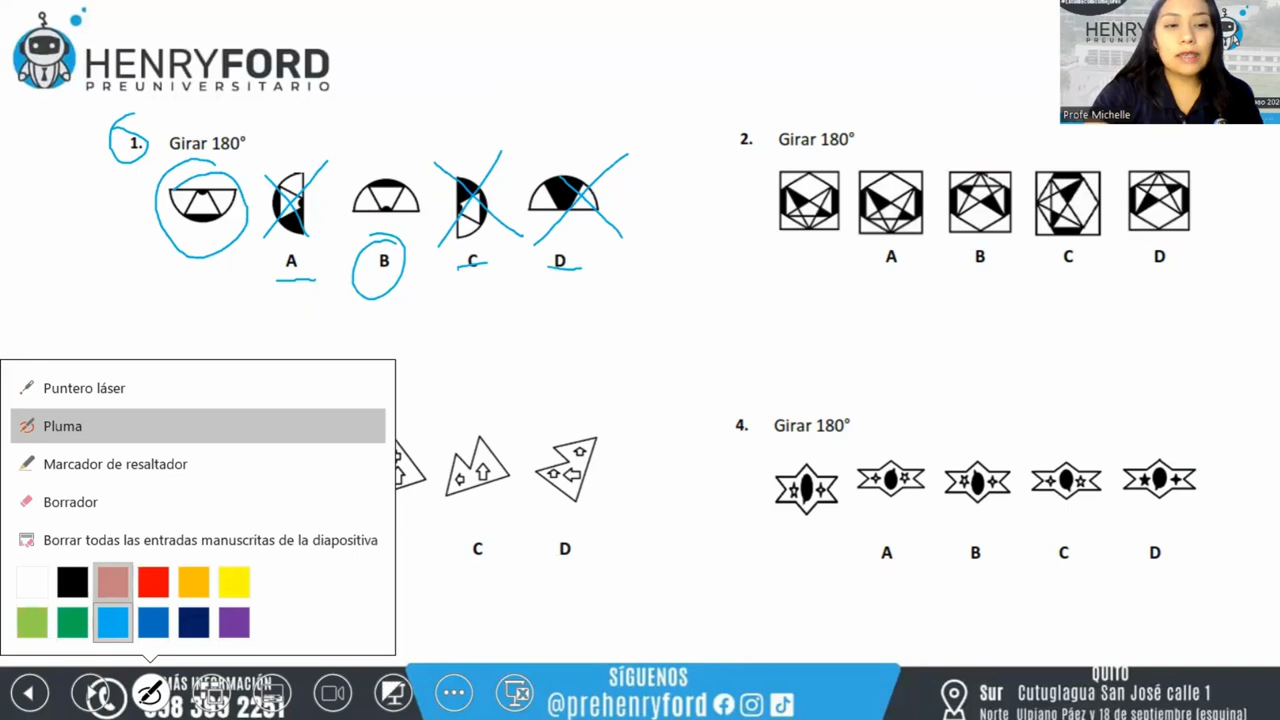 HENRYFORD
PREUNIVERSITARIO
HENRY
Profe Michelle
1. Girar 180°
A B C D
2. Girar 180°
A B C D
Puntero láser
Pluma
Marcador de resaltador
Borrador
Borrar todas las entradas manuscritas de la diapositiva
C D
4. Girar 180°
A B C D
MÁS INFORMACIÓN
SÍGUENOS
@prehenryford
QUITO
Sur Cutuglagua San José calle 1
Norte Ulpiano Páez y 18 de septiembre (esquina)